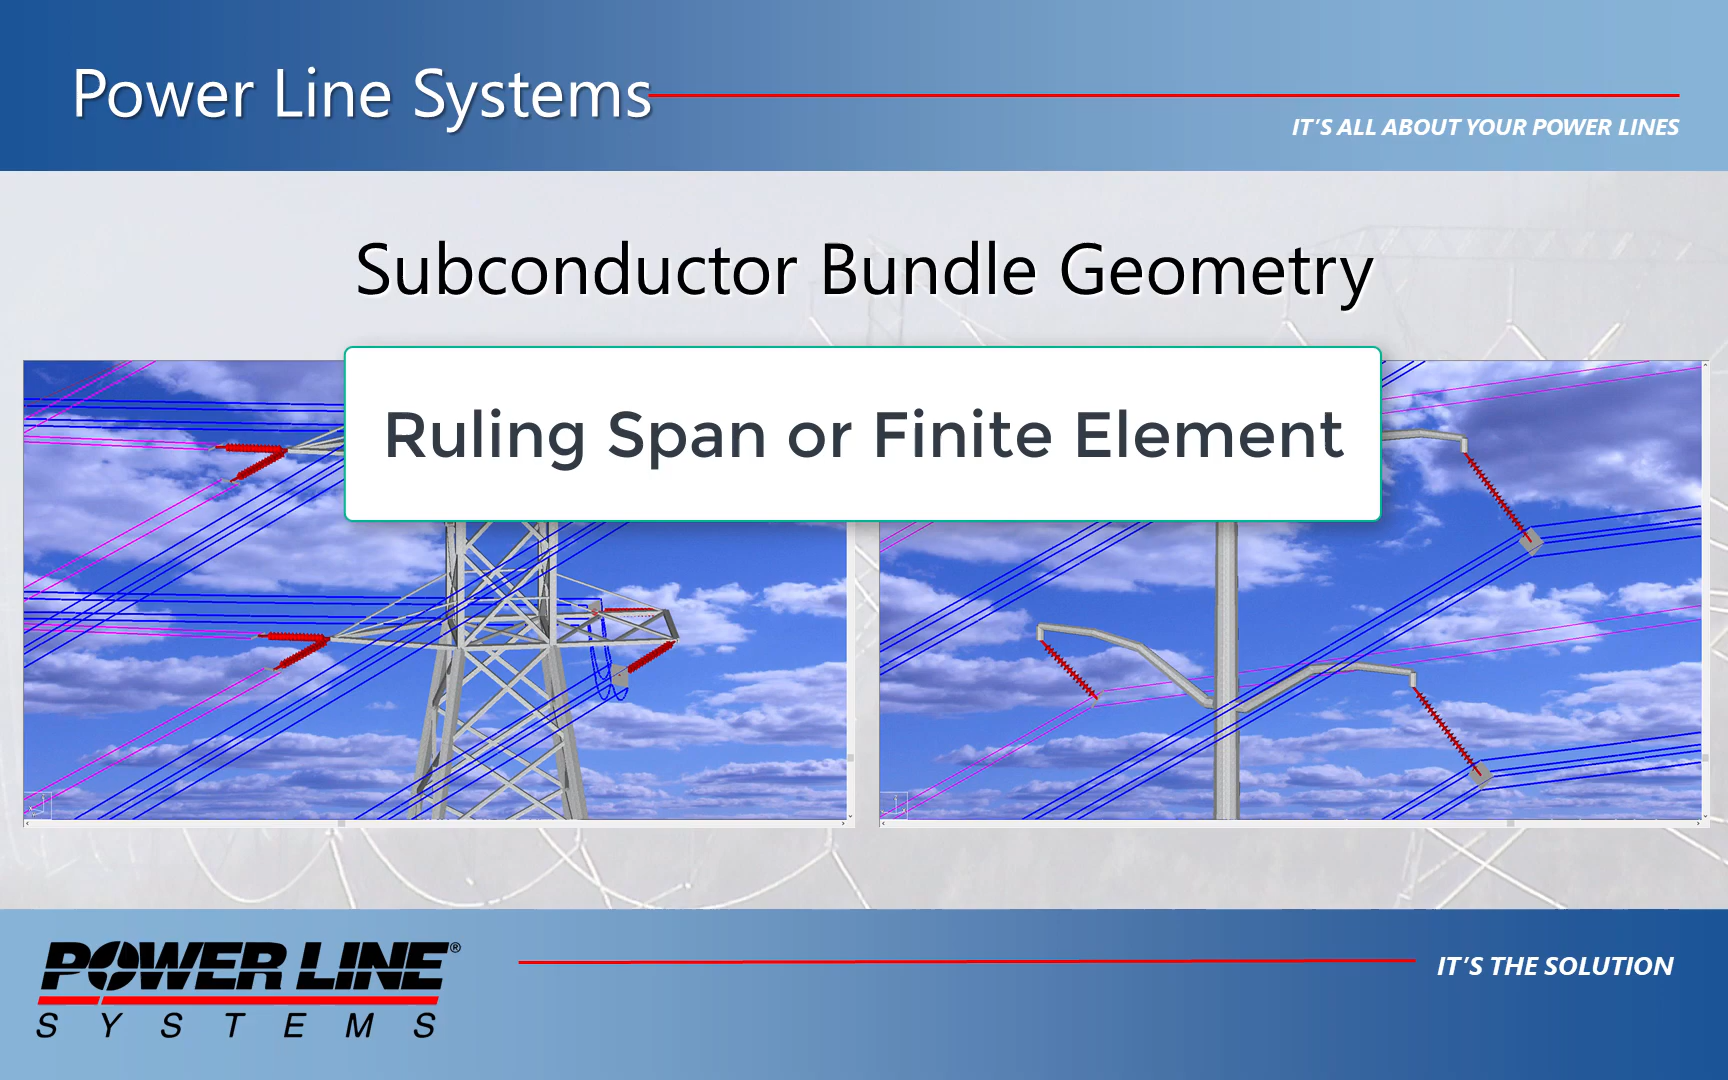 Power Line Systems
IT'S ALL ABOUT YOUR POWER LINES
Subconductor Bundle Geometry
Ruling Span or Finite Element
POWER LINE®
SYSTEMS
IT'S THE SOLUTION